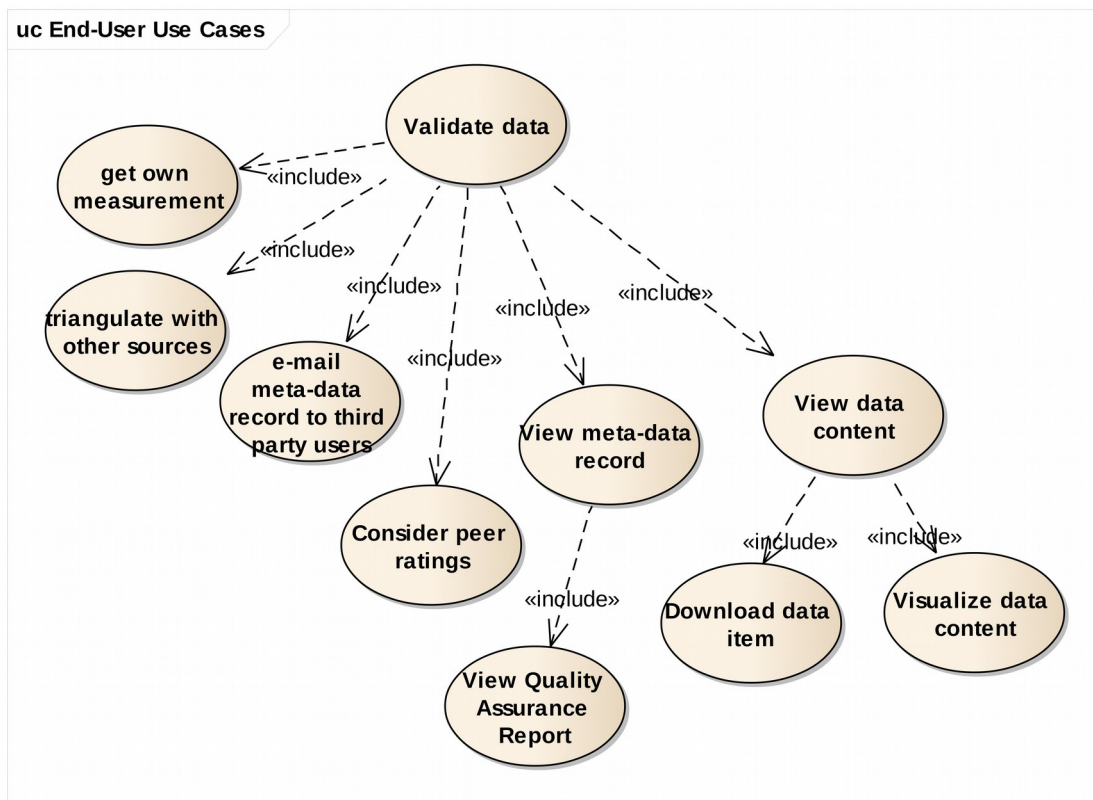 uc End-User Use Cases
Validate data
get own
measurement
«include»
«include»
triangulate with
other sources
«include»
«include»
«include»
«include»
e-mail
meta-data
record to third
party users
View meta-data
record
View data
content
Consider peer
ratings
«include»
«include»
«include»
View Quality
Assurance
Report
Download data
item
Visualize data
content